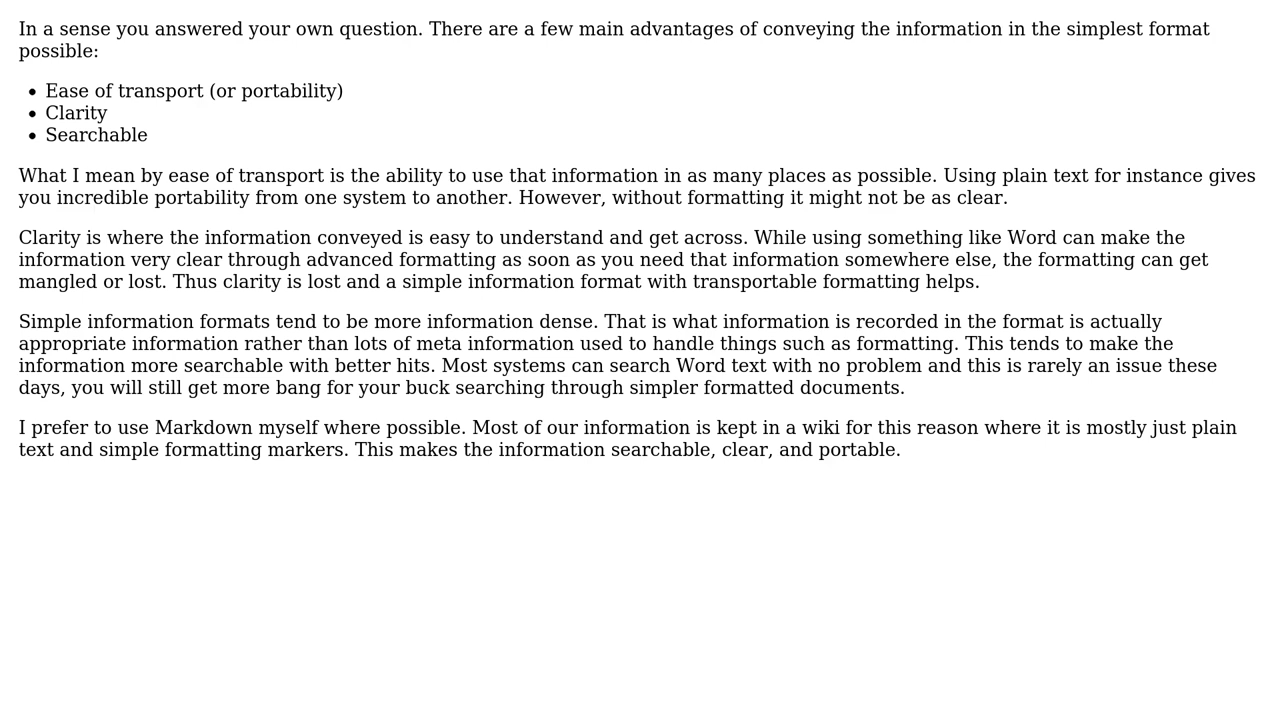 In a sense you answered your own question. There are a few main advantages of conveying the information in the simplest format
possible:
• Ease of transport (or portability)
• Clarity
• Searchable
What I mean by ease of transport is the ability to use that information in as many places as possible. Using plain text for instance gives
you incredible portability from one system to another. However, without formatting it might not be as clear.
Clarity is where the information conveyed is easy to understand and get across. While using something like Word can make the
information very clear through advanced formatting as soon as you need that information somewhere else, the formatting can get
mangled or lost. Thus clarity is lost and a simple information format with transportable formatting helps.
Simple information formats tend to be more information dense. That is what information is recorded in the format is actually
appropriate information rather than lots of meta information used to handle things such as formatting. This tends to make the
information more searchable with better hits. Most systems can search Word text with no problem and this is rarely an issue these
days, you will still get more bang for your buck searching through simpler formatted documents.
I prefer to use Markdown myself where possible. Most of our information is kept in a wiki for this reason where it is mostly just plain
text and simple formatting markers. This makes the information searchable, clear, and portable.